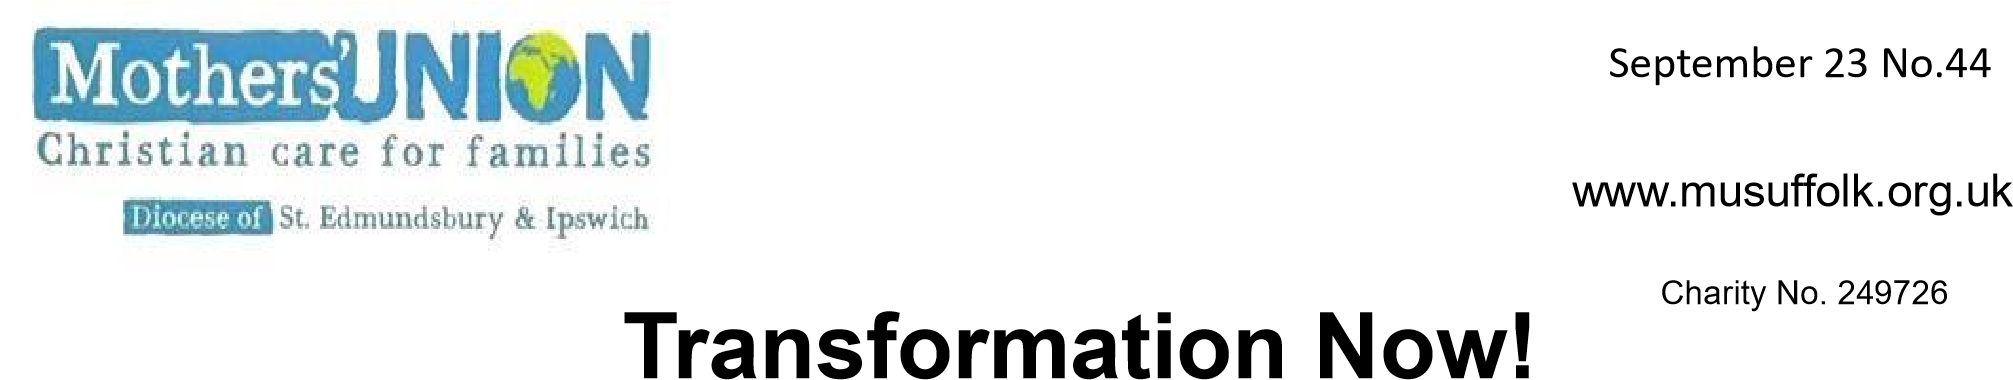 Mothers' UNION
Christian care for families
Diocese of St. Edmundsbury & Ipswich
September 23 No.44
www.musuffolk.org.uk
Charity No. 249726
Transformation Now!